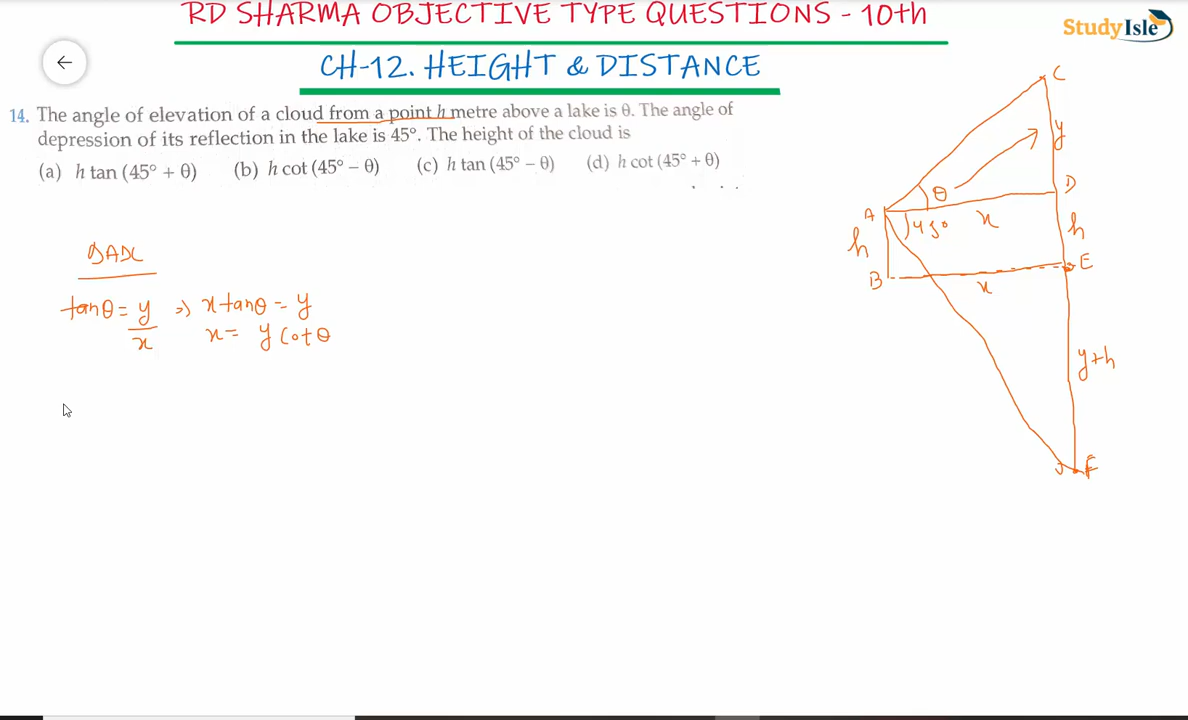 RD SHARMA OBJECTIVE TYPE QUESTIONS - 10th
StudyIsle
CH-12. HEIGHT & DISTANCE
14. The angle of elevation of a cloud from a point h metre above a lake is θ. The angle of
depression of its reflection in the lake is 45°. The height of the cloud is
(a) h tan (45° + θ) (b) h cot (45° – θ) (c) h tan (45° – θ) (d) h cot (45° + θ)
ΔADC
tanθ = y/x ⇒ x tanθ = y
x = y cot θ
C
y
θ
D
A
45°
x
h
h
B
E
x
y+h
F